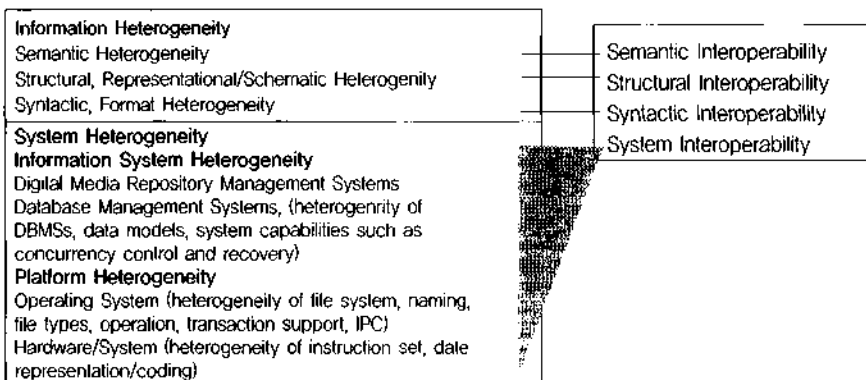 Information Heterogeneity
Semantic Heterogeneity
Structural, Representational/Schematic Heterogenity
Syntactic, Format Heterogeneity
System Heterogeneity
Information System Heterogeneity
Digital Media Repository Management Systems
Database Management Systems, (heterogenrity of
DBMSs, data models, system capabilities such as
concurrency control and recovery)
Platform Heterogeneity
Operating System (heterogeneity of file system, naming,
file types, operation, transaction support, IPC)
Hardware/System (heterogeneity of instruction set, date
representation/coding)
Semantic Interoperability
Structural Interoperability
Syntactic Interoperability
System Interoperability